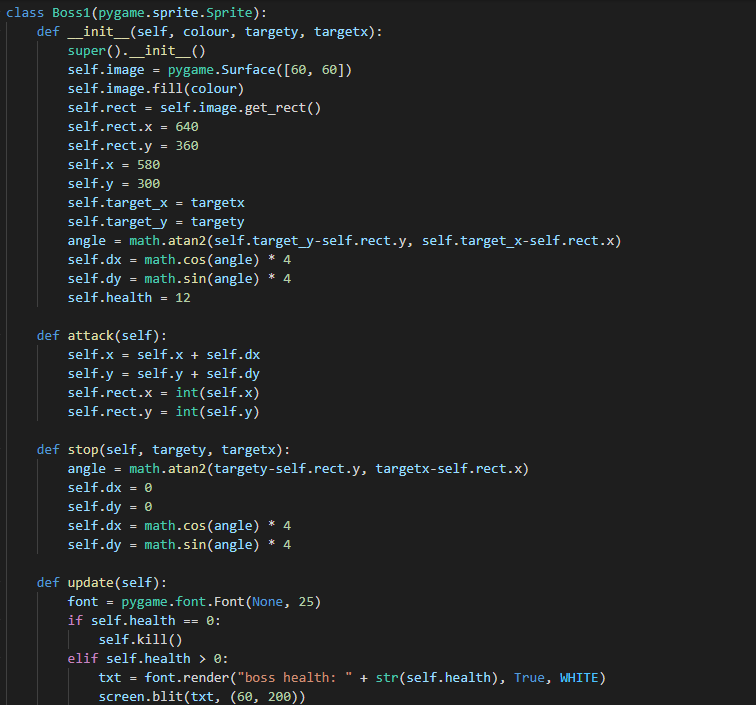 class Boss1(pygame.sprite.Sprite):
    def __init__(self, colour, targety, targetx):
        super().__init__()
        self.image = pygame.Surface([60, 60])
        self.image.fill(colour)
        self.rect = self.image.get_rect()
        self.rect.x = 640
        self.rect.y = 360
        self.x = 580
        self.y = 300
        self.target_x = targetx
        self.target_y = targety
        angle = math.atan2(self.target_y-self.rect.y, self.target_x-self.rect.x)
        self.dx = math.cos(angle) * 4
        self.dy = math.sin(angle) * 4
        self.health = 12

    def attack(self):
        self.x = self.x + self.dx
        self.y = self.y + self.dy
        self.rect.x = int(self.x)
        self.rect.y = int(self.y)

    def stop(self, targety, targetx):
        angle = math.atan2(targety-self.rect.y, targetx-self.rect.x)
        self.dx = 0
        self.dy = 0
        self.dx = math.cos(angle) * 4
        self.dy = math.sin(angle) * 4

    def update(self):
        font = pygame.font.Font(None, 25)
        if self.health == 0:
            self.kill()
        elif self.health > 0:
            txt = font.render("boss health: " + str(self.health), True, WHITE)
            screen.blit(txt, (60, 200))